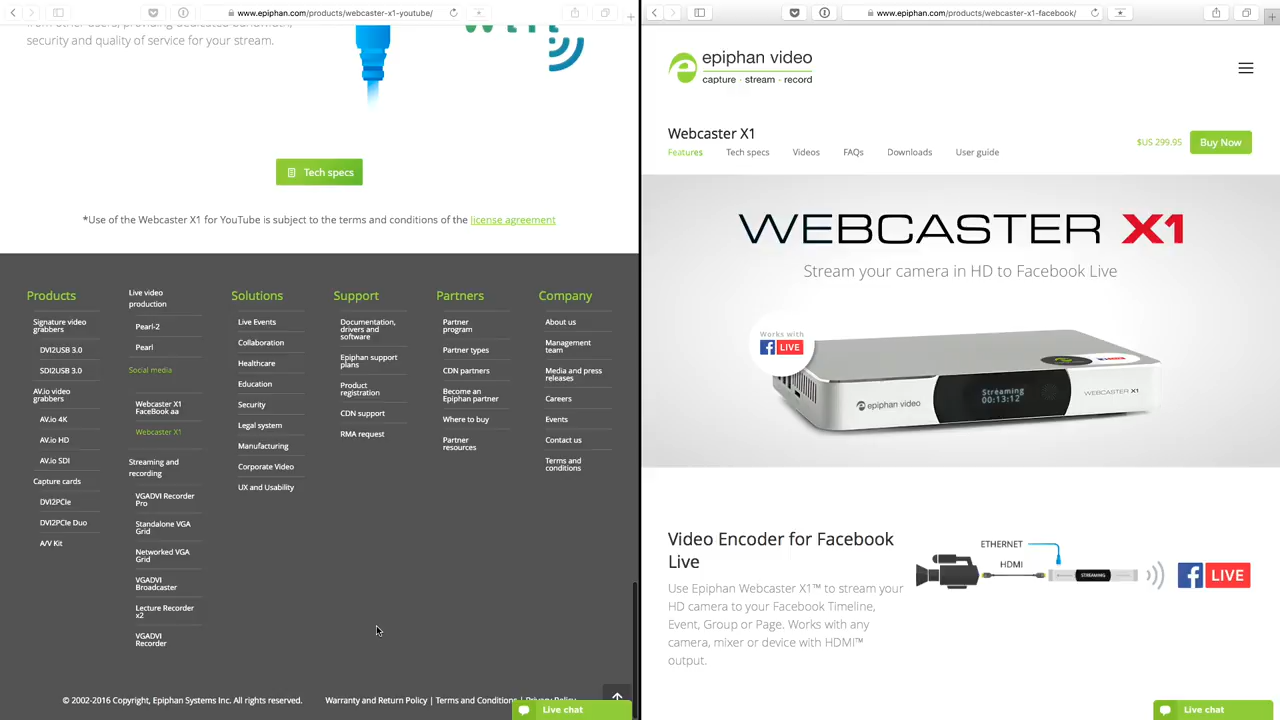 www.epiphan.com/products/webcaster-x1-youtube/
security and quality of service for your stream.
Tech specs
*Use of the Webcaster X1 for YouTube is subject to the terms and conditions of the license agreement
Products
Signature video
grabbers
DVI2USB 3.0
SDI2USB 3.0
AV.io video
grabbers
AV.io 4K
AV.io HD
AV.io SDI
Capture cards
DVI2PCIe
DVI2PCIe Duo
A/V Kit
Live video
production
Pearl-2
Pearl
Social media
Webcaster X1
FaceBook aa
Webcaster X1
Streaming and
recording
VGADVI Recorder
Pro
Standalone VGA
Grid
Networked VGA
Grid
VGADVI
Broadcaster
Lecture Recorder
x2
VGADVI
Recorder
Solutions
Live Events
Collaboration
Healthcare
Education
Security
Legal system
Manufacturing
Corporate Video
UX and Usability
Support
Documentation,
drivers and
software
Epiphan support
plans
Product
registration
CDN support
RMA request
Partners
Partner
program
Partner types
CDN partners
Become an
Epiphan partner
Where to buy
Partner
resources
Company
About us
Management
team
Media and press
releases
Careers
Events
Contact us
Terms and
conditions
© 2002-2016 Copyright, Epiphan Systems Inc. All rights reserved.
Warranty and Return Policy | Terms and Conditions | Privacy Policy
Live chat
www.epiphan.com/products/webcaster-x1-facebook/
epiphan video
capture · stream · record
Webcaster X1
Features
Tech specs
Videos
FAQs
Downloads
User guide
$US 299.95
Buy Now
WEBCASTER X1
Stream your camera in HD to Facebook Live
Works with
LIVE
epiphan video
Streaming
00:13:12
WEBCASTER X1
Video Encoder for Facebook
Live
Use Epiphan Webcaster X1™ to stream your
HD camera to your Facebook Timeline,
Event, Group or Page. Works with any
camera, mixer or device with HDMI™
output.
ETHERNET
HDMI
STREAMING
LIVE
Live chat